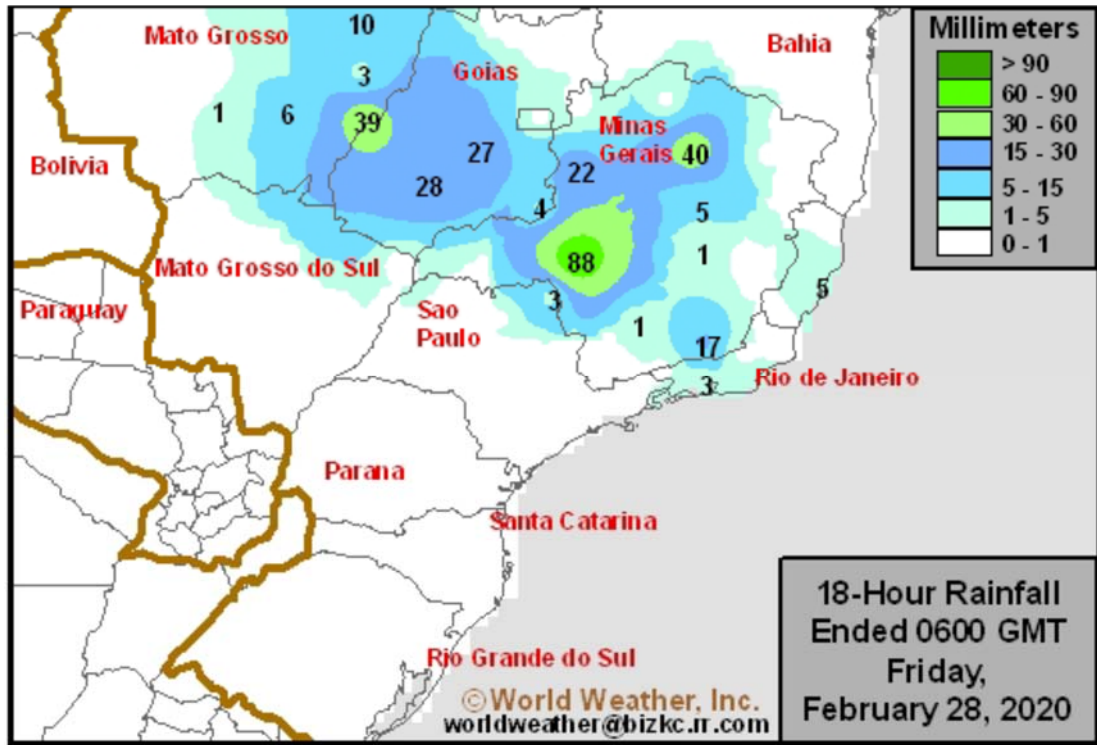 Mato Grosso
10
Goias
Bahia
3
1
6
39
27
28
Minas
Gerais
40
22
4
5
88
1
Bolivia
Mato Grosso do Sul
Paraguay
Sao
Paulo
3
1
17
5
3
Rio de Janeiro
Parana
Santa Catarina
Rio Grande do Sul
Millimeters
> 90
60 - 90
30 - 60
15 - 30
5 - 15
1 - 5
0 - 1
18-Hour Rainfall
Ended 0600 GMT
Friday,
February 28, 2020
©World Weather, Inc.
worldweather@bizkc.rr.com